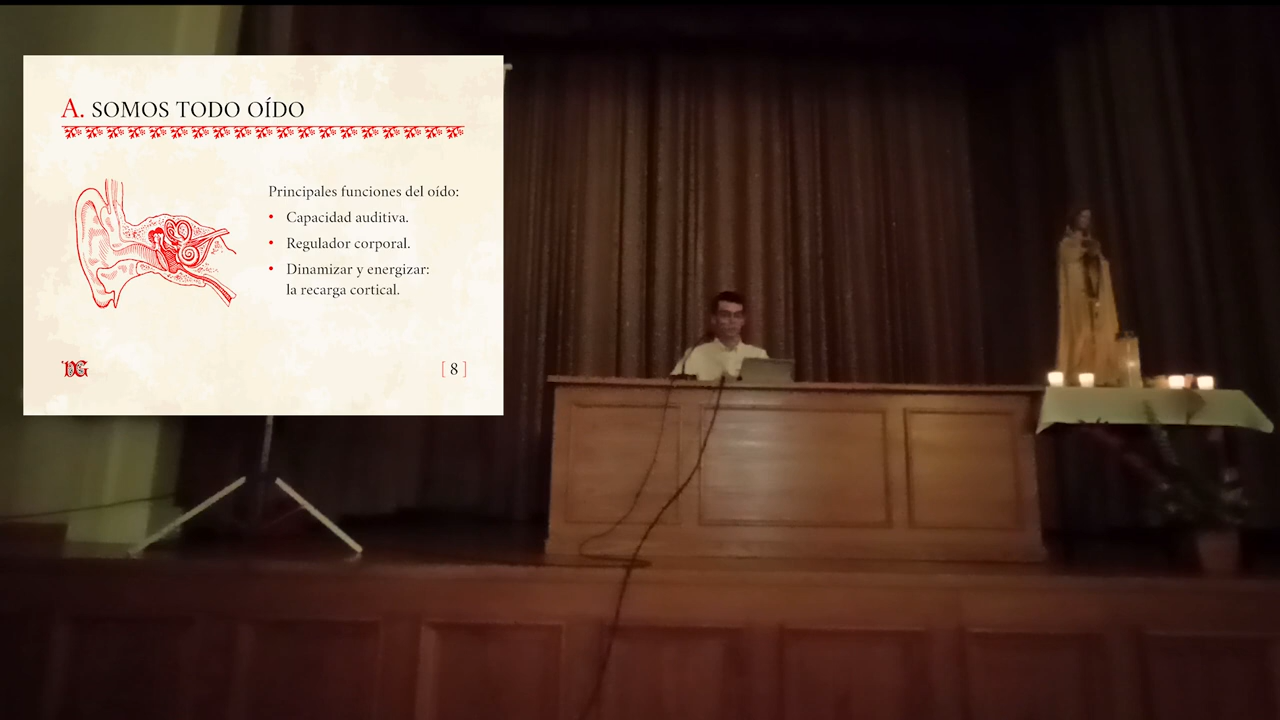 A. SOMOS TODO OÍDO
Principales funciones del oído:
• Capacidad auditiva.
• Regulador corporal.
• Dinamizar y energizar:
la recarga cortical.
[ 8 ]